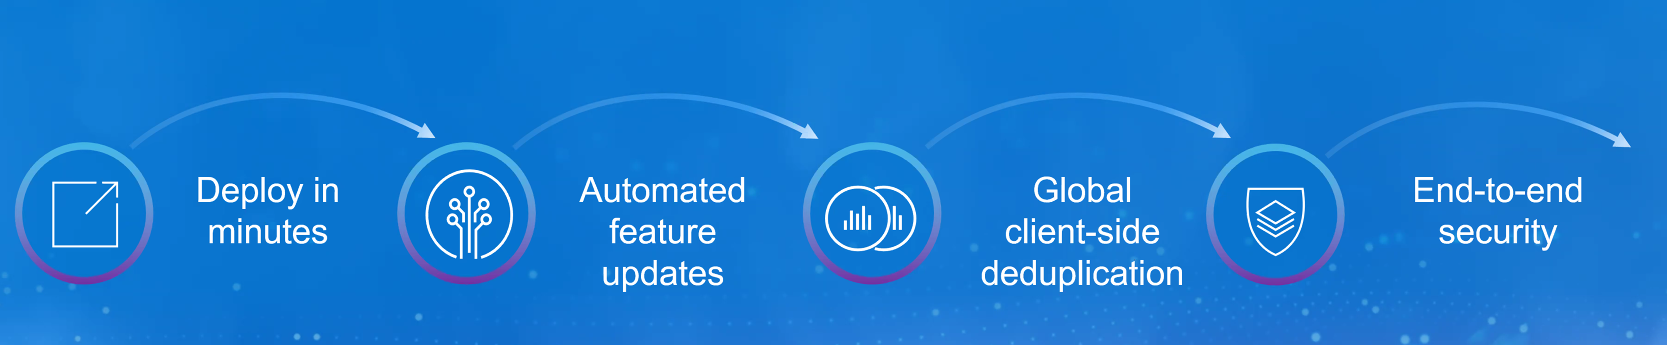 Deploy in
minutes
Automated
feature
updates
Global
client-side
deduplication
End-to-end
security